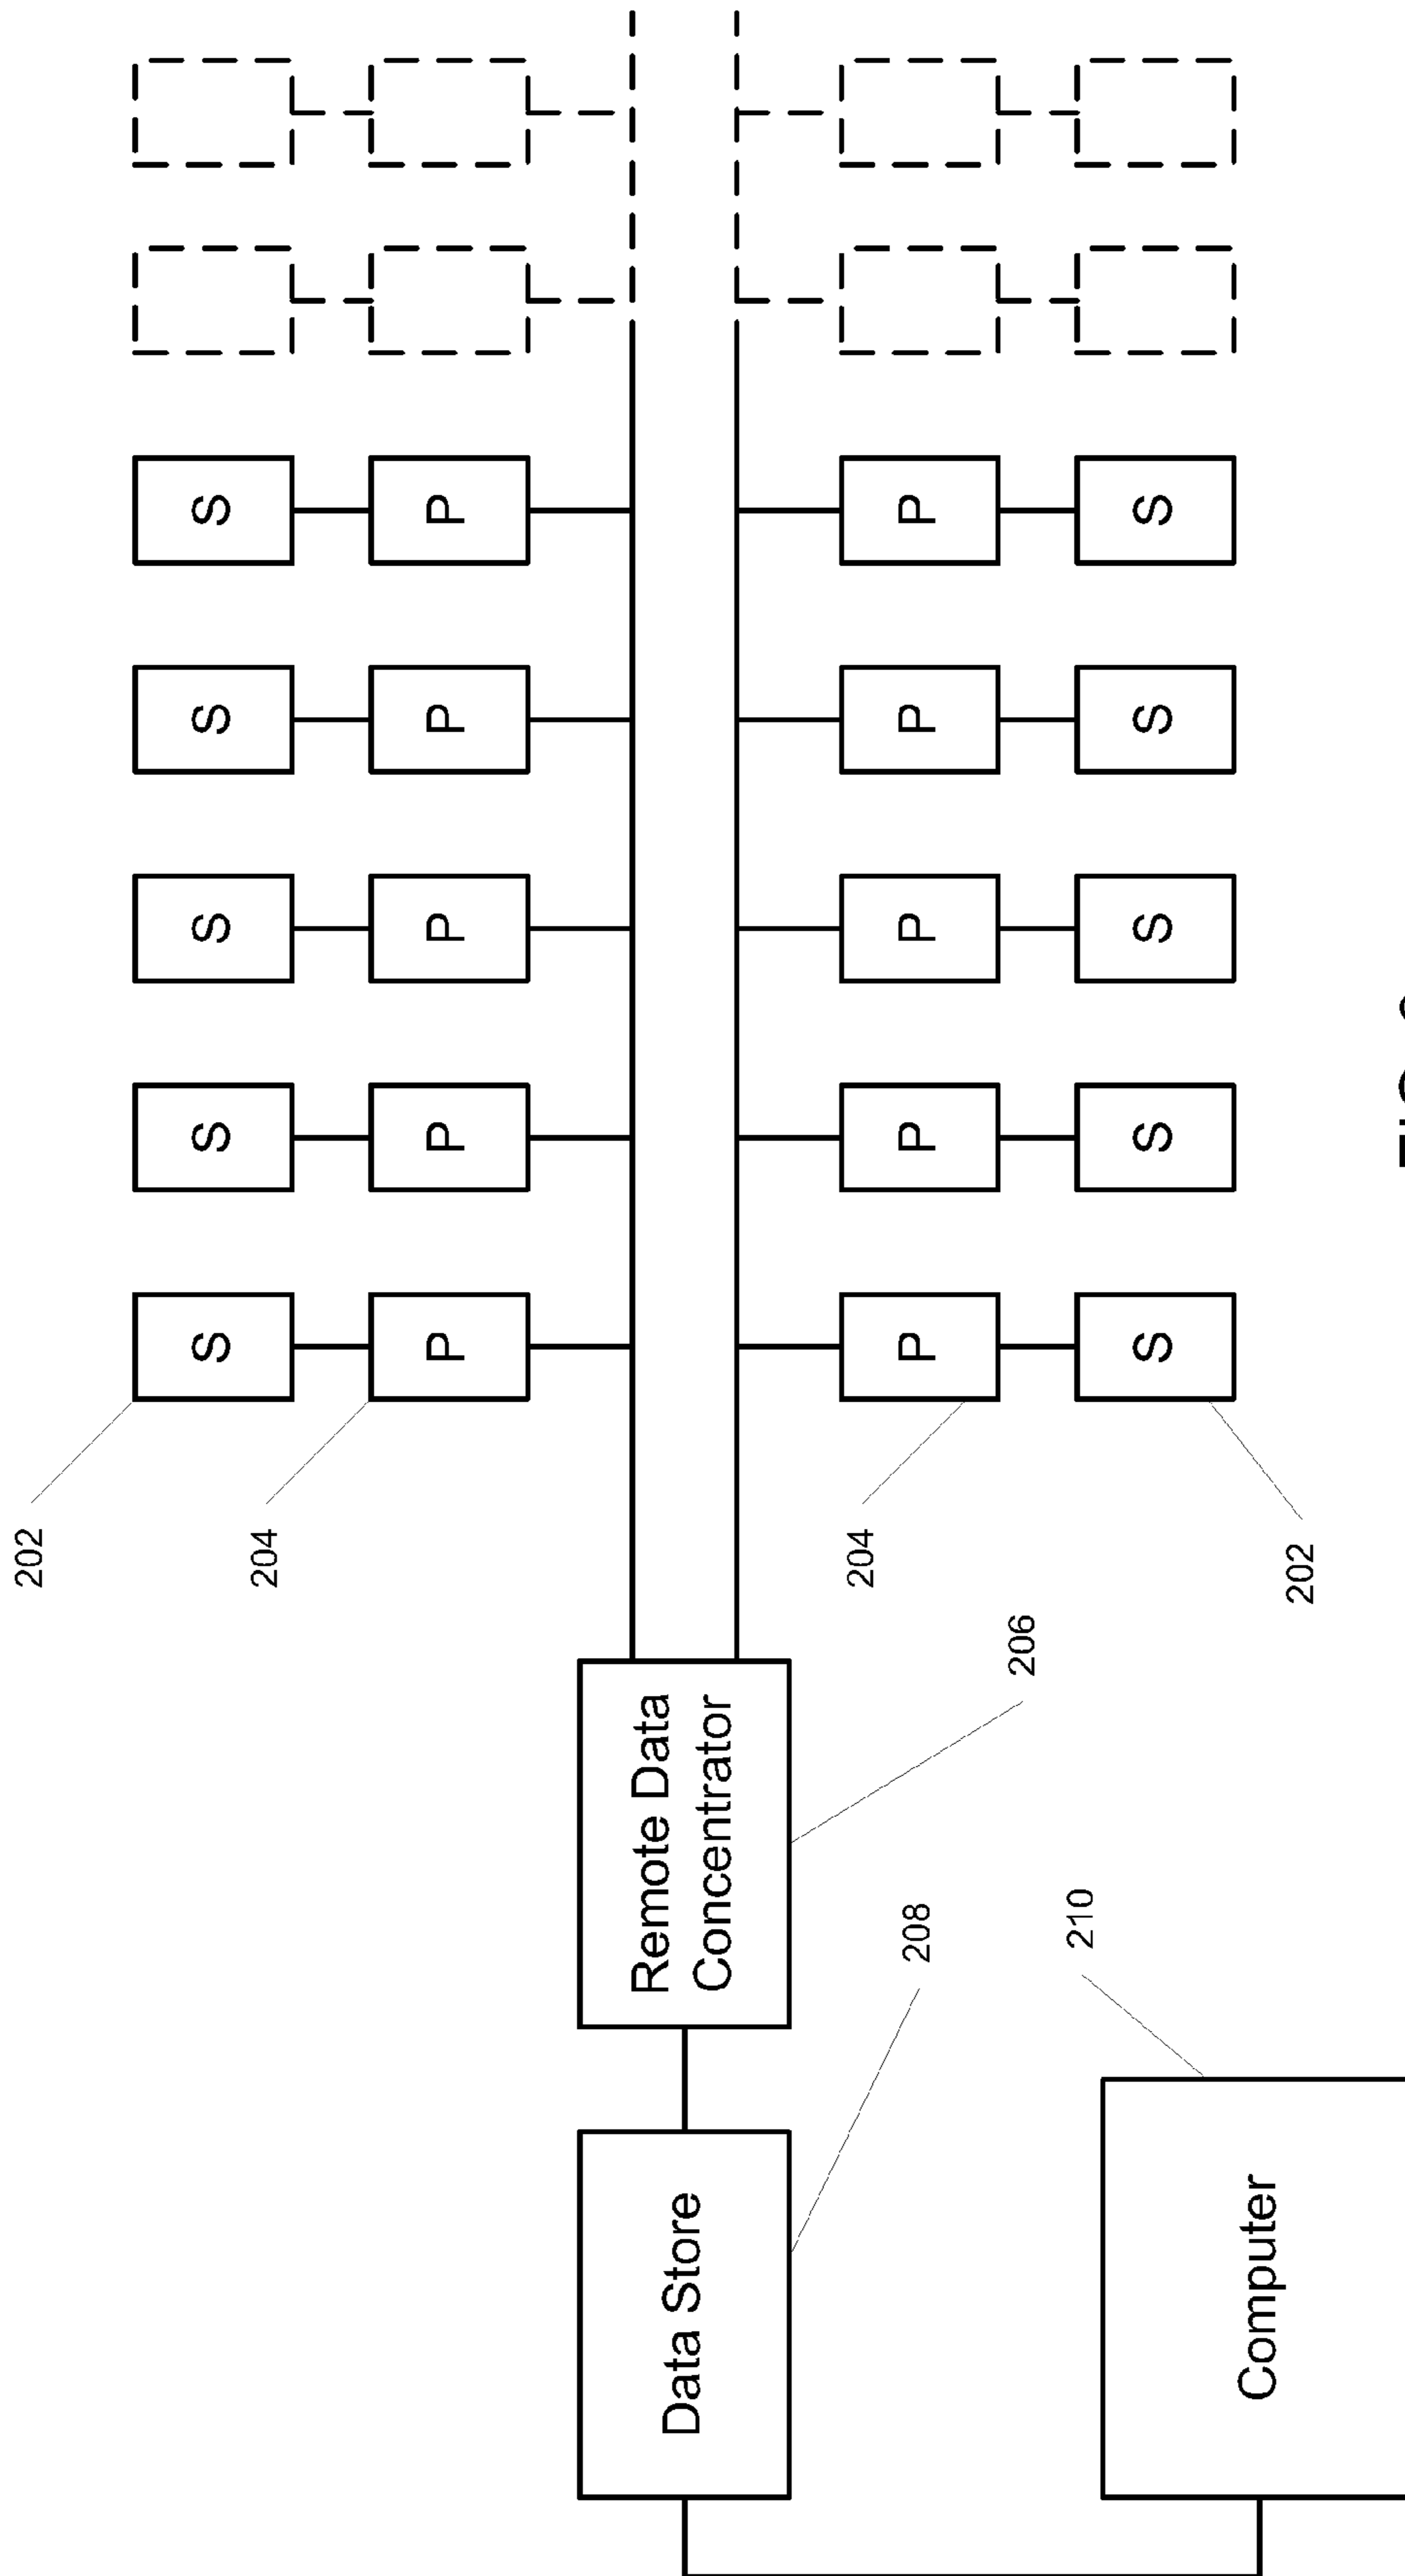 202
S S S S S
204
P P P P P
Remote Data
Concentrator
Data Store
204
P P P P P
208
206
210
S S S S S
Computer
202